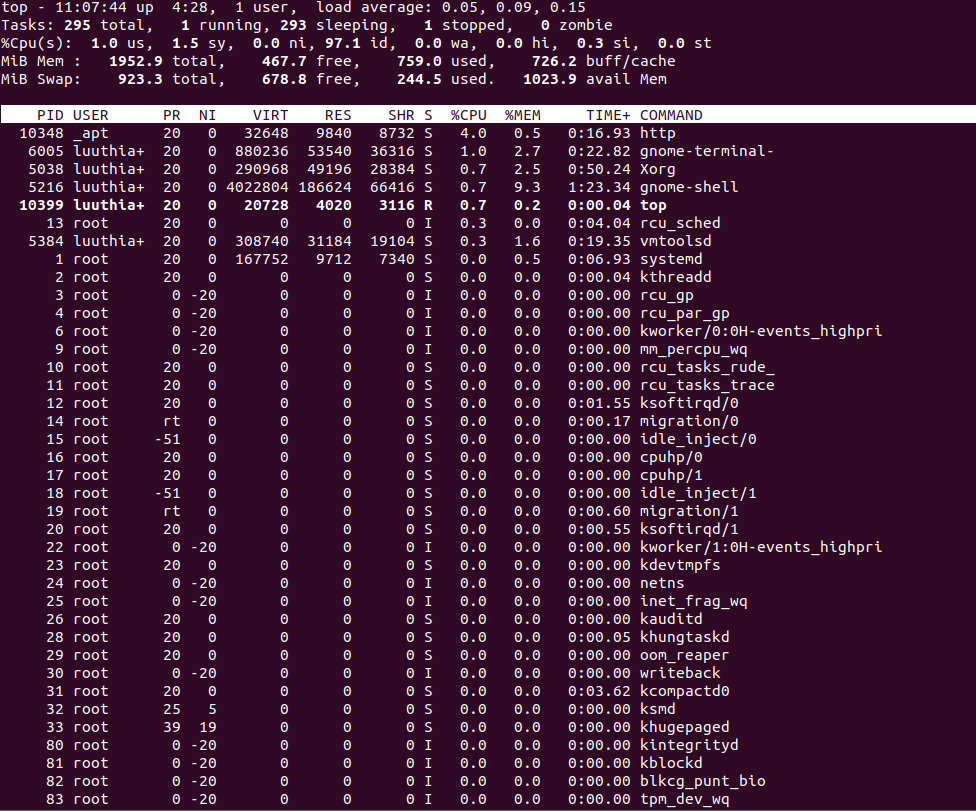 top - 11:07:44 up  4:28,  1 user,  load average: 0.05, 0.09, 0.15
Tasks: 295 total,   1 running, 293 sleeping,   1 stopped,   0 zombie
%Cpu(s):  1.0 us,  1.5 sy,  0.0 ni, 97.1 id,  0.0 wa,  0.0 hi,  0.3 si,  0.0 st
MiB Mem :   1952.9 total,    467.7 free,    759.0 used,    726.2 buff/cache
MiB Swap:    923.3 total,    678.8 free,    244.5 used.   1023.9 avail Mem
PID USER      PR  NI    VIRT    RES    SHR S  %CPU  %MEM     TIME+ COMMAND
10348 _apt      20   0   32648   9840   8732 S   4.0   0.5   0:16.93 http
6005 luuthia+  20   0  880236  53540  36316 S   1.0   2.7   0:22.82 gnome-terminal-
5038 luuthia+  20   0  290968  49196  28384 S   0.7   2.5   0:50.24 Xorg
5216 luuthia+  20   0 4022804 186624  66416 S   0.7   9.3   1:23.34 gnome-shell
10399 luuthia+  20   0   20728   4020   3116 R   0.7   0.2   0:00.04 top
13 root      20   0       0      0      0 I   0.3   0.0   0:04.04 rcu_sched
5384 luuthia+  20   0  308740  31184  19104 S   0.3   1.6   0:19.35 vmtoolsd
1 root      20   0  167752   9712   7340 S   0.0   0.5   0:06.93 systemd
2 root      20   0       0      0      0 S   0.0   0.0   0:00.04 kthreadd
3 root       0 -20       0      0      0 I   0.0   0.0   0:00.00 rcu_gp
4 root       0 -20       0      0      0 I   0.0   0.0   0:00.00 rcu_par_gp
6 root       0 -20       0      0      0 I   0.0   0.0   0:00.00 kworker/0:0H-events_highpri
9 root       0 -20       0      0      0 I   0.0   0.0   0:00.00 mm_percpu_wq
10 root      20   0       0      0      0 S   0.0   0.0   0:00.00 rcu_tasks_rude_
11 root      20   0       0      0      0 S   0.0   0.0   0:00.00 rcu_tasks_trace
12 root      20   0       0      0      0 S   0.0   0.0   0:01.55 ksoftirqd/0
14 root      rt   0       0      0      0 S   0.0   0.0   0:00.17 migration/0
15 root     -51   0       0      0      0 S   0.0   0.0   0:00.00 idle_inject/0
16 root      20   0       0      0      0 S   0.0   0.0   0:00.00 cpuhp/0
17 root      20   0       0      0      0 S   0.0   0.0   0:00.00 cpuhp/1
18 root     -51   0       0      0      0 S   0.0   0.0   0:00.00 idle_inject/1
19 root      rt   0       0      0      0 S   0.0   0.0   0:00.60 migration/1
20 root      20   0       0      0      0 S   0.0   0.0   0:00.55 ksoftirqd/1
22 root       0 -20       0      0      0 I   0.0   0.0   0:00.00 kworker/1:0H-events_highpri
23 root      20   0       0      0      0 S   0.0   0.0   0:00.00 kdevtmpfs
24 root       0 -20       0      0      0 I   0.0   0.0   0:00.00 netns
25 root       0 -20       0      0      0 I   0.0   0.0   0:00.00 inet_frag_wq
26 root      20   0       0      0      0 S   0.0   0.0   0:00.00 kauditd
28 root      20   0       0      0      0 S   0.0   0.0   0:00.05 khungtaskd
29 root      20   0       0      0      0 S   0.0   0.0   0:00.00 oom_reaper
30 root       0 -20       0      0      0 I   0.0   0.0   0:00.00 writeback
31 root      20   0       0      0      0 S   0.0   0.0   0:03.62 kcompactd0
32 root      25   5       0      0      0 S   0.0   0.0   0:00.00 ksmd
33 root      39  19       0      0      0 S   0.0   0.0   0:00.00 khugepaged
80 root       0 -20       0      0      0 I   0.0   0.0   0:00.00 kintegrityd
81 root       0 -20       0      0      0 I   0.0   0.0   0:00.00 kblockd
82 root       0 -20       0      0      0 I   0.0   0.0   0:00.00 blkcg_punt_bio
83 root       0 -20       0      0      0 I   0.0   0.0   0:00.00 tpm_dev_wq